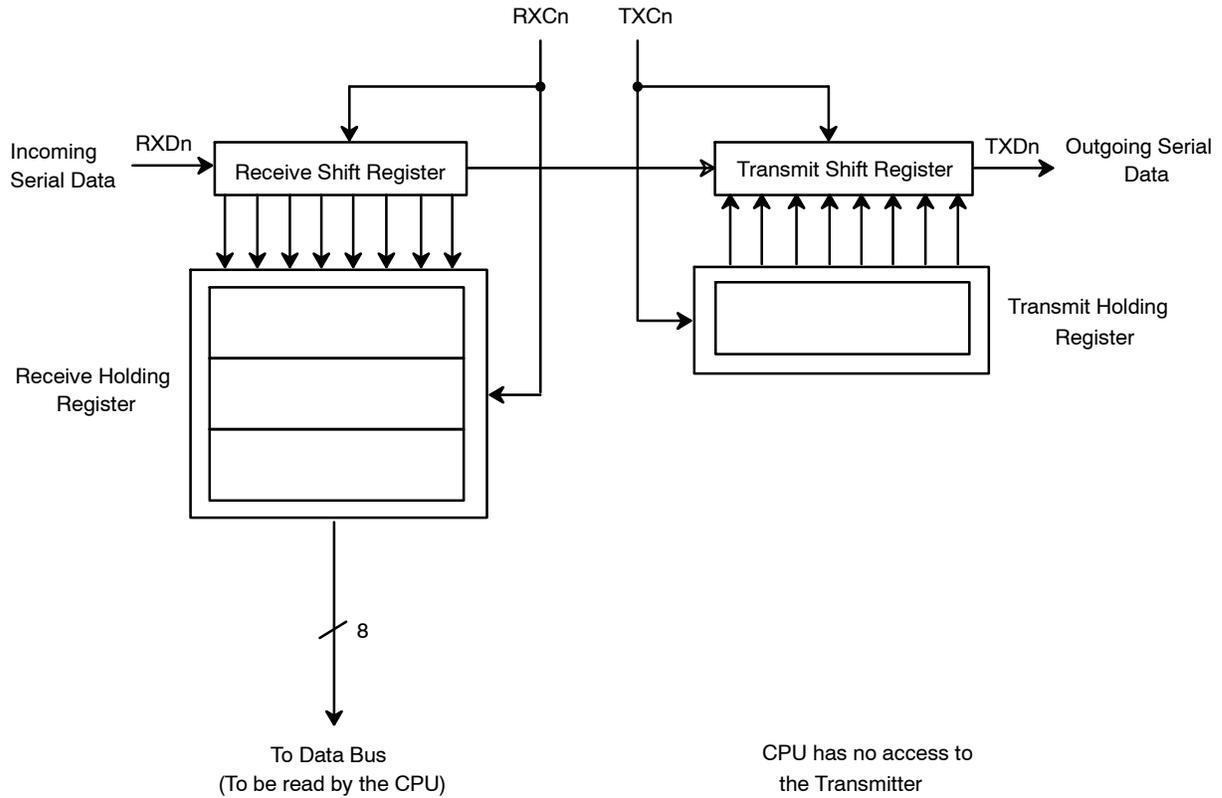 RXCn
TXCn
Incoming
Serial Data
RXDn
Receive Shift Register
Transmit Shift Register
TXDn
Outgoing Serial
Data
Receive Holding
Register
Transmit Holding
Register
8
To Data Bus
(To be read by the CPU)
CPU has no access to
the Transmitter